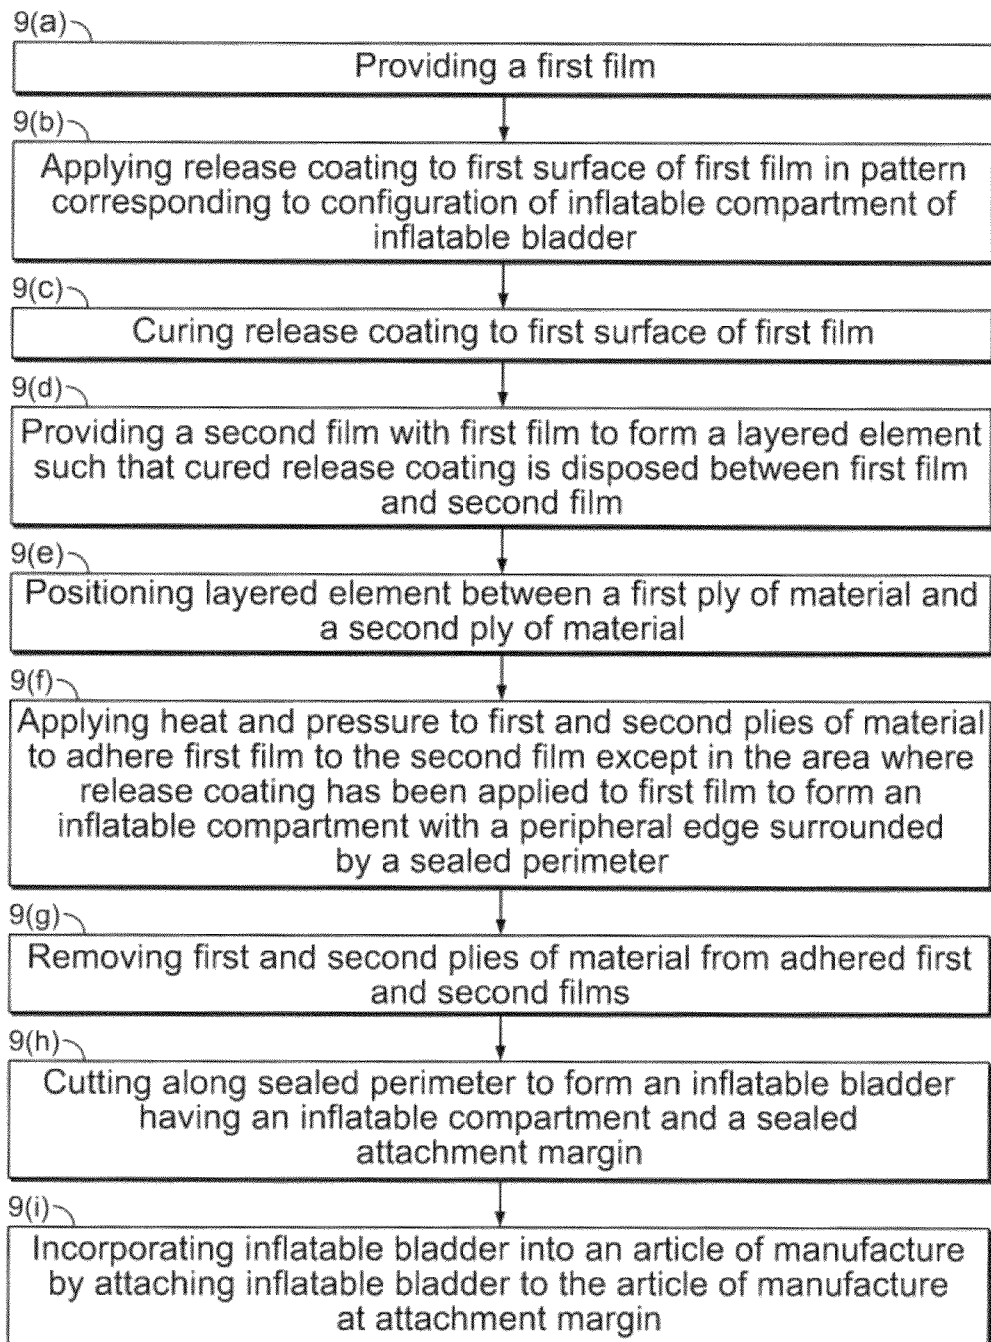 9(a)
Providing a first film
9(b)
Applying release coating to first surface of first film in pattern
corresponding to configuration of inflatable compartment of
inflatable bladder
9(c)
Curing release coating to first surface of first film
9(d)
Providing a second film with first film to form a layered element
such that cured release coating is disposed between first film
and second film
9(e)
Positioning layered element between a first ply of material and
a second ply of material
9(f)
Applying heat and pressure to first and second plies of material
to adhere first film to the second film except in the area where
release coating has been applied to first film to form an
inflatable compartment with a peripheral edge surrounded
by a sealed perimeter
9(g)
Removing first and second plies of material from adhered first
and second films
9(h)
Cutting along sealed perimeter to form an inflatable bladder
having an inflatable compartment and a sealed
attachment margin
9(i)
Incorporating inflatable bladder into an article of manufacture
by attaching inflatable bladder to the article of manufacture
at attachment margin